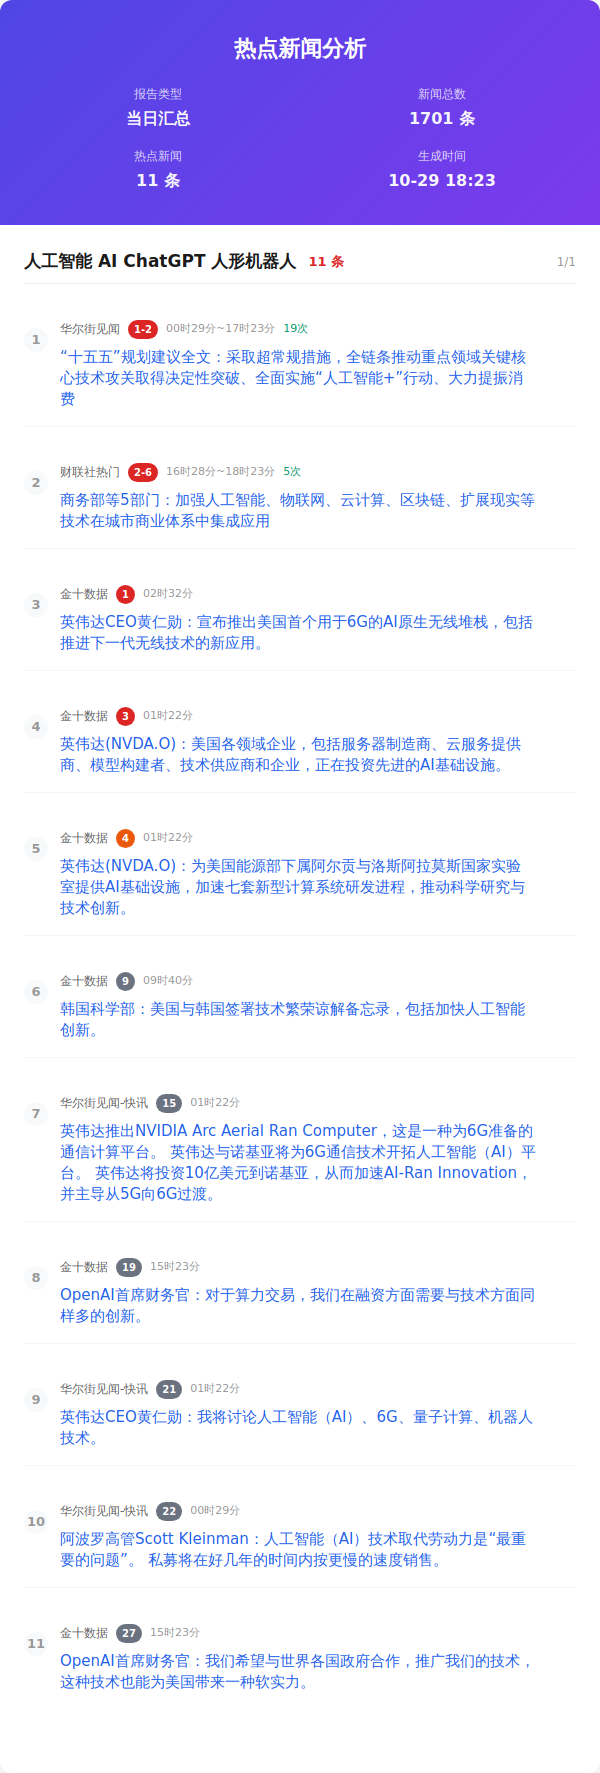 热点新闻分析
报告类型
新闻总数
当日汇总
1701 条
热点新闻
生成时间
11 条
10-29 18:23
人工智能 AI ChatGPT 人形机器人 11 条 1/1
1
华尔街见闻 1-2 00时29分~17时23分 19次
“十五五”规划建议全文：采取超常规措施，全链条推动重点领域关键核
心技术攻关取得决定性突破、全面实施“人工智能+”行动、大力提振消
费
2
财联社热门 2-6 16时28分~18时23分 5次
商务部等5部门：加强人工智能、物联网、云计算、区块链、扩展现实等
技术在城市商业体系中集成应用
3
金十数据 1 02时32分
英伟达CEO黄仁勋：宣布推出美国首个用于6G的AI原生无线堆栈，包括
推进下一代无线技术的新应用。
4
金十数据 3 01时22分
英伟达(NVDA.O)：美国各领域企业，包括服务器制造商、云服务提供
商、模型构建者、技术供应商和企业，正在投资先进的AI基础设施。
5
金十数据 4 01时22分
英伟达(NVDA.O)：为美国能源部下属阿尔贡与洛斯阿拉莫斯国家实验
室提供AI基础设施，加速七套新型计算系统研发进程，推动科学研究与
技术创新。
6
金十数据 9 09时40分
韩国科学部：美国与韩国签署技术繁荣谅解备忘录，包括加快人工智能
创新。
7
华尔街见闻-快讯 15 01时22分
英伟达推出NVIDIA Arc Aerial Ran Computer，这是一种为6G准备的
通信计算平台。 英伟达与诺基亚将为6G通信技术开拓人工智能（AI）平
台。 英伟达将投资10亿美元到诺基亚，从而加速AI-Ran Innovation，
并主导从5G向6G过渡。
8
金十数据 19 15时23分
OpenAI首席财务官：对于算力交易，我们在融资方面需要与技术方面同
样多的创新。
9
华尔街见闻-快讯 21 01时22分
英伟达CEO黄仁勋：我将讨论人工智能（AI）、6G、量子计算、机器人
技术。
10
华尔街见闻-快讯 22 00时29分
阿波罗高管Scott Kleinman：人工智能（AI）技术取代劳动力是“最重
要的问题”。 私募将在好几年的时间内按更慢的速度销售。
11
金十数据 27 15时23分
OpenAI首席财务官：我们希望与世界各国政府合作，推广我们的技术，
这种技术也能为美国带来一种软实力。